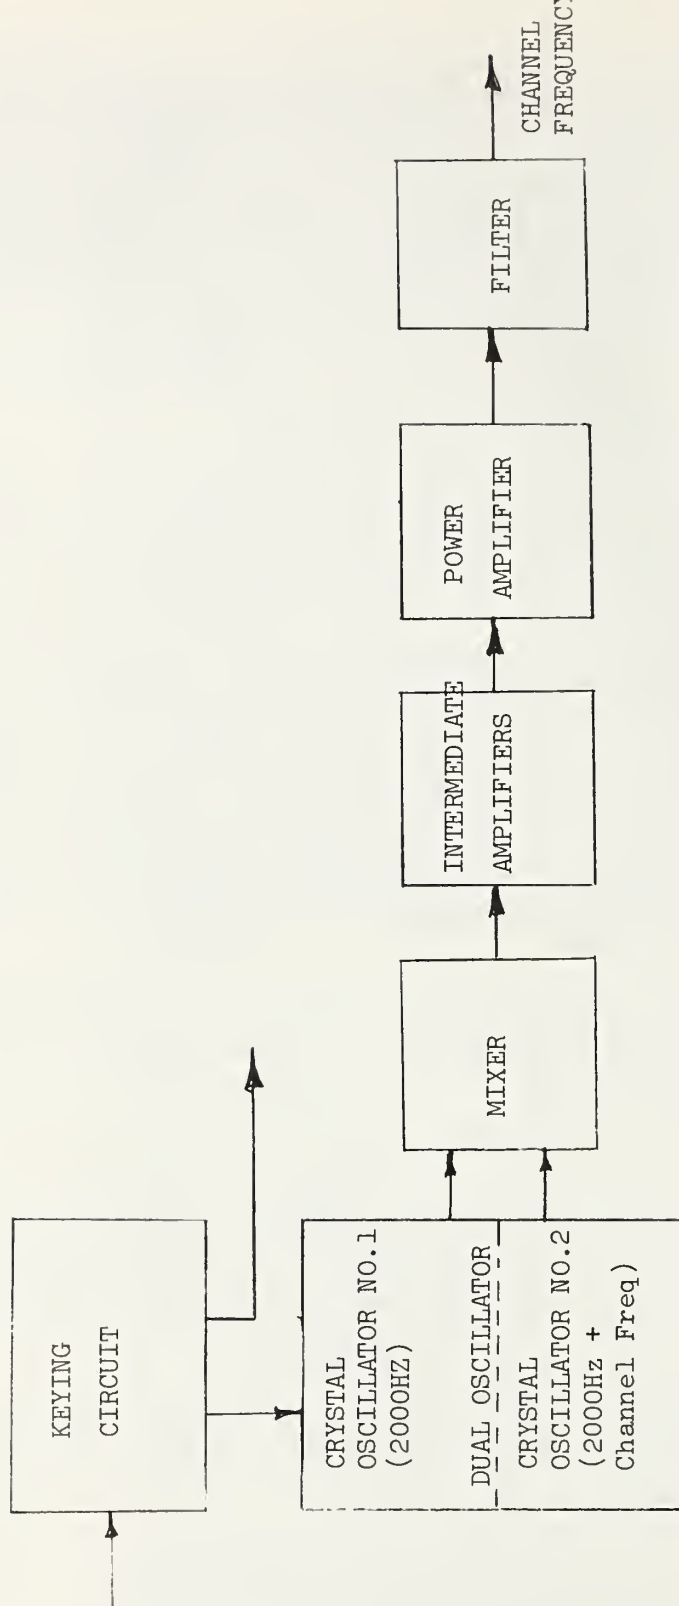 KEYING
CIRCUIT
CRYSTAL
OSCILLATOR NO.1
(2000HZ)
DUAL OSCILLATOR
CRYSTAL
OSCILLATOR NO.2
(2000Hz +
Channel Freq)
MIXER
INTERMEDIATE
AMPLIFIERS
POWER
AMPLIFIER
FILTER
CHANNEL
FREQUENCY